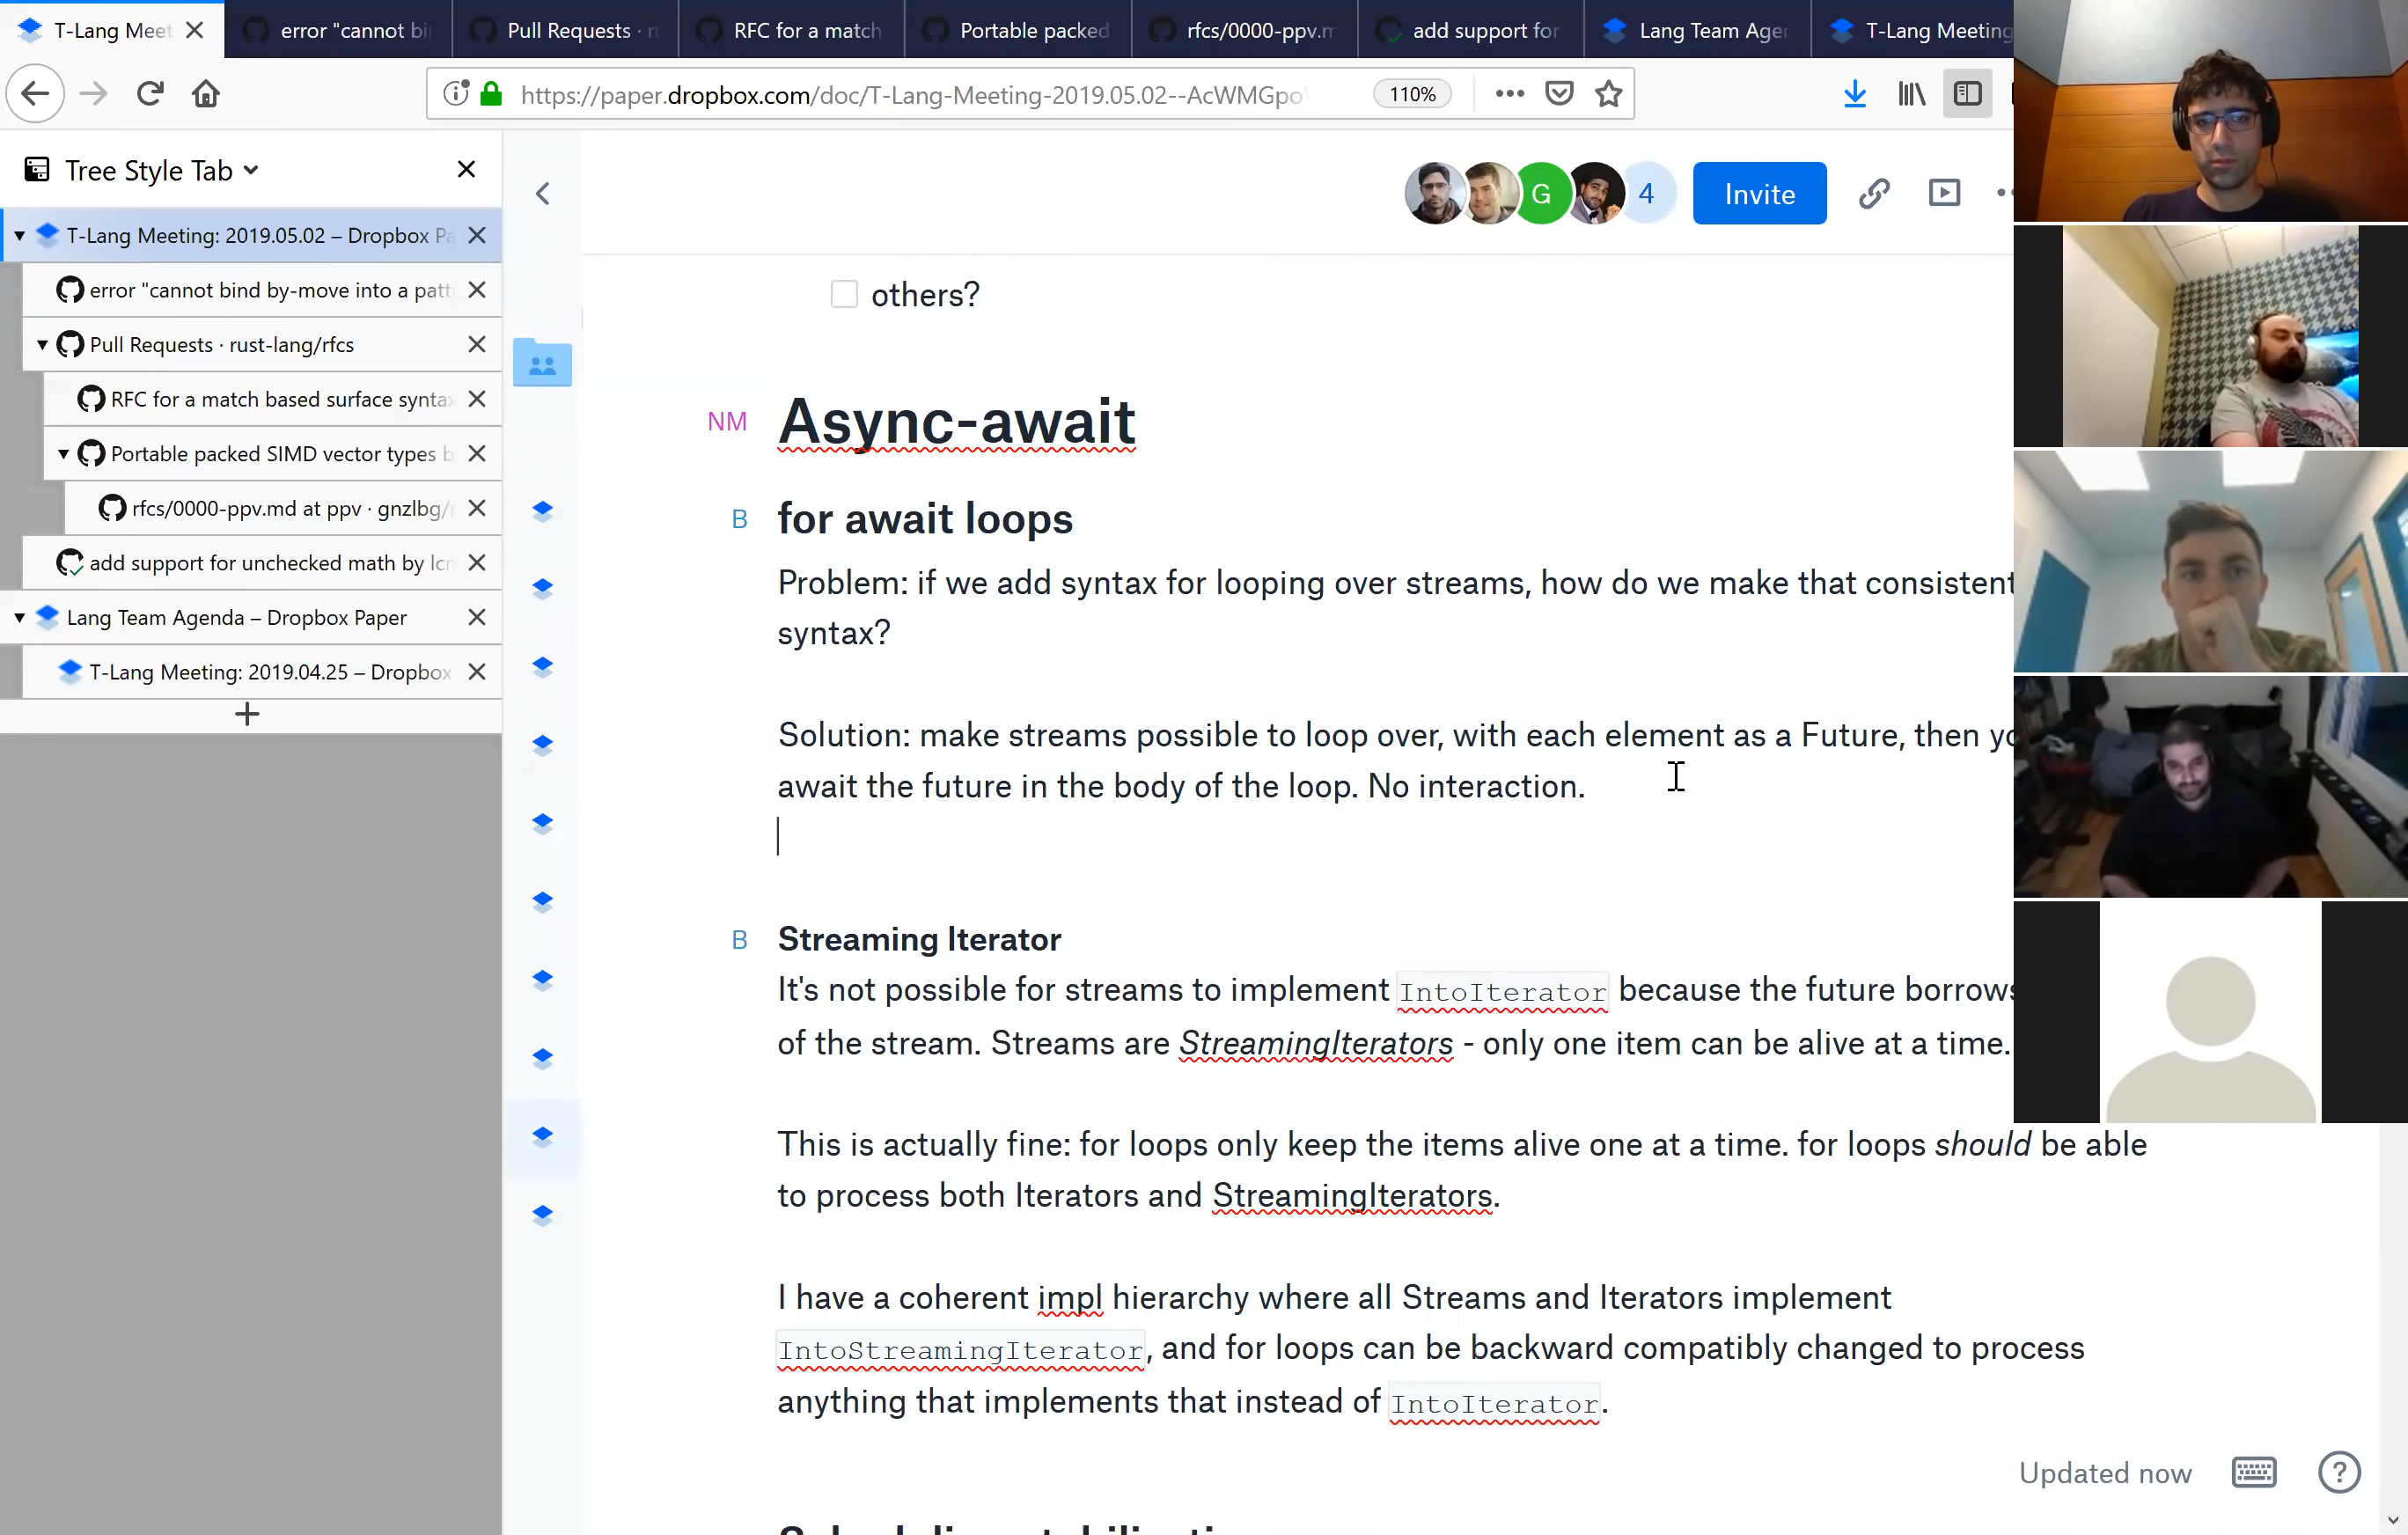 T-Lang Meet
error "cannot bi
Pull Requests · r
RFC for a match
Portable packed
rfcs/0000-ppv.m
add support for
Lang Team Agen
T-Lang Meeting:
https://paper.dropbox.com/doc/T-Lang-Meeting-2019.05.02--AcWMGpo
110%
Tree Style Tab
T-Lang Meeting: 2019.05.02 – Dropbox Pa
error "cannot bind by-move into a patt
Pull Requests · rust-lang/rfcs
RFC for a match based surface syntax
Portable packed SIMD vector types b
rfcs/0000-ppv.md at ppv · gnzlbg/r
add support for unchecked math by lcn
Lang Team Agenda – Dropbox Paper
T-Lang Meeting: 2019.04.25 – Dropbox
G
4
Invite
others?
NM
Async-await
B
for await loops
Problem: if we add syntax for looping over streams, how do we make that consistent
syntax?
Solution: make streams possible to loop over, with each element as a Future, then yo
await the future in the body of the loop. No interaction.
B
Streaming Iterator
It's not possible for streams to implement IntoIterator because the future borrows
of the stream. Streams are StreamingIterators - only one item can be alive at a time.
This is actually fine: for loops only keep the items alive one at a time. for loops should be able
to process both Iterators and StreamingIterators.
I have a coherent impl hierarchy where all Streams and Iterators implement
IntoStreamingIterator, and for loops can be backward compatibly changed to process
anything that implements that instead of IntoIterator.
Updated now
?